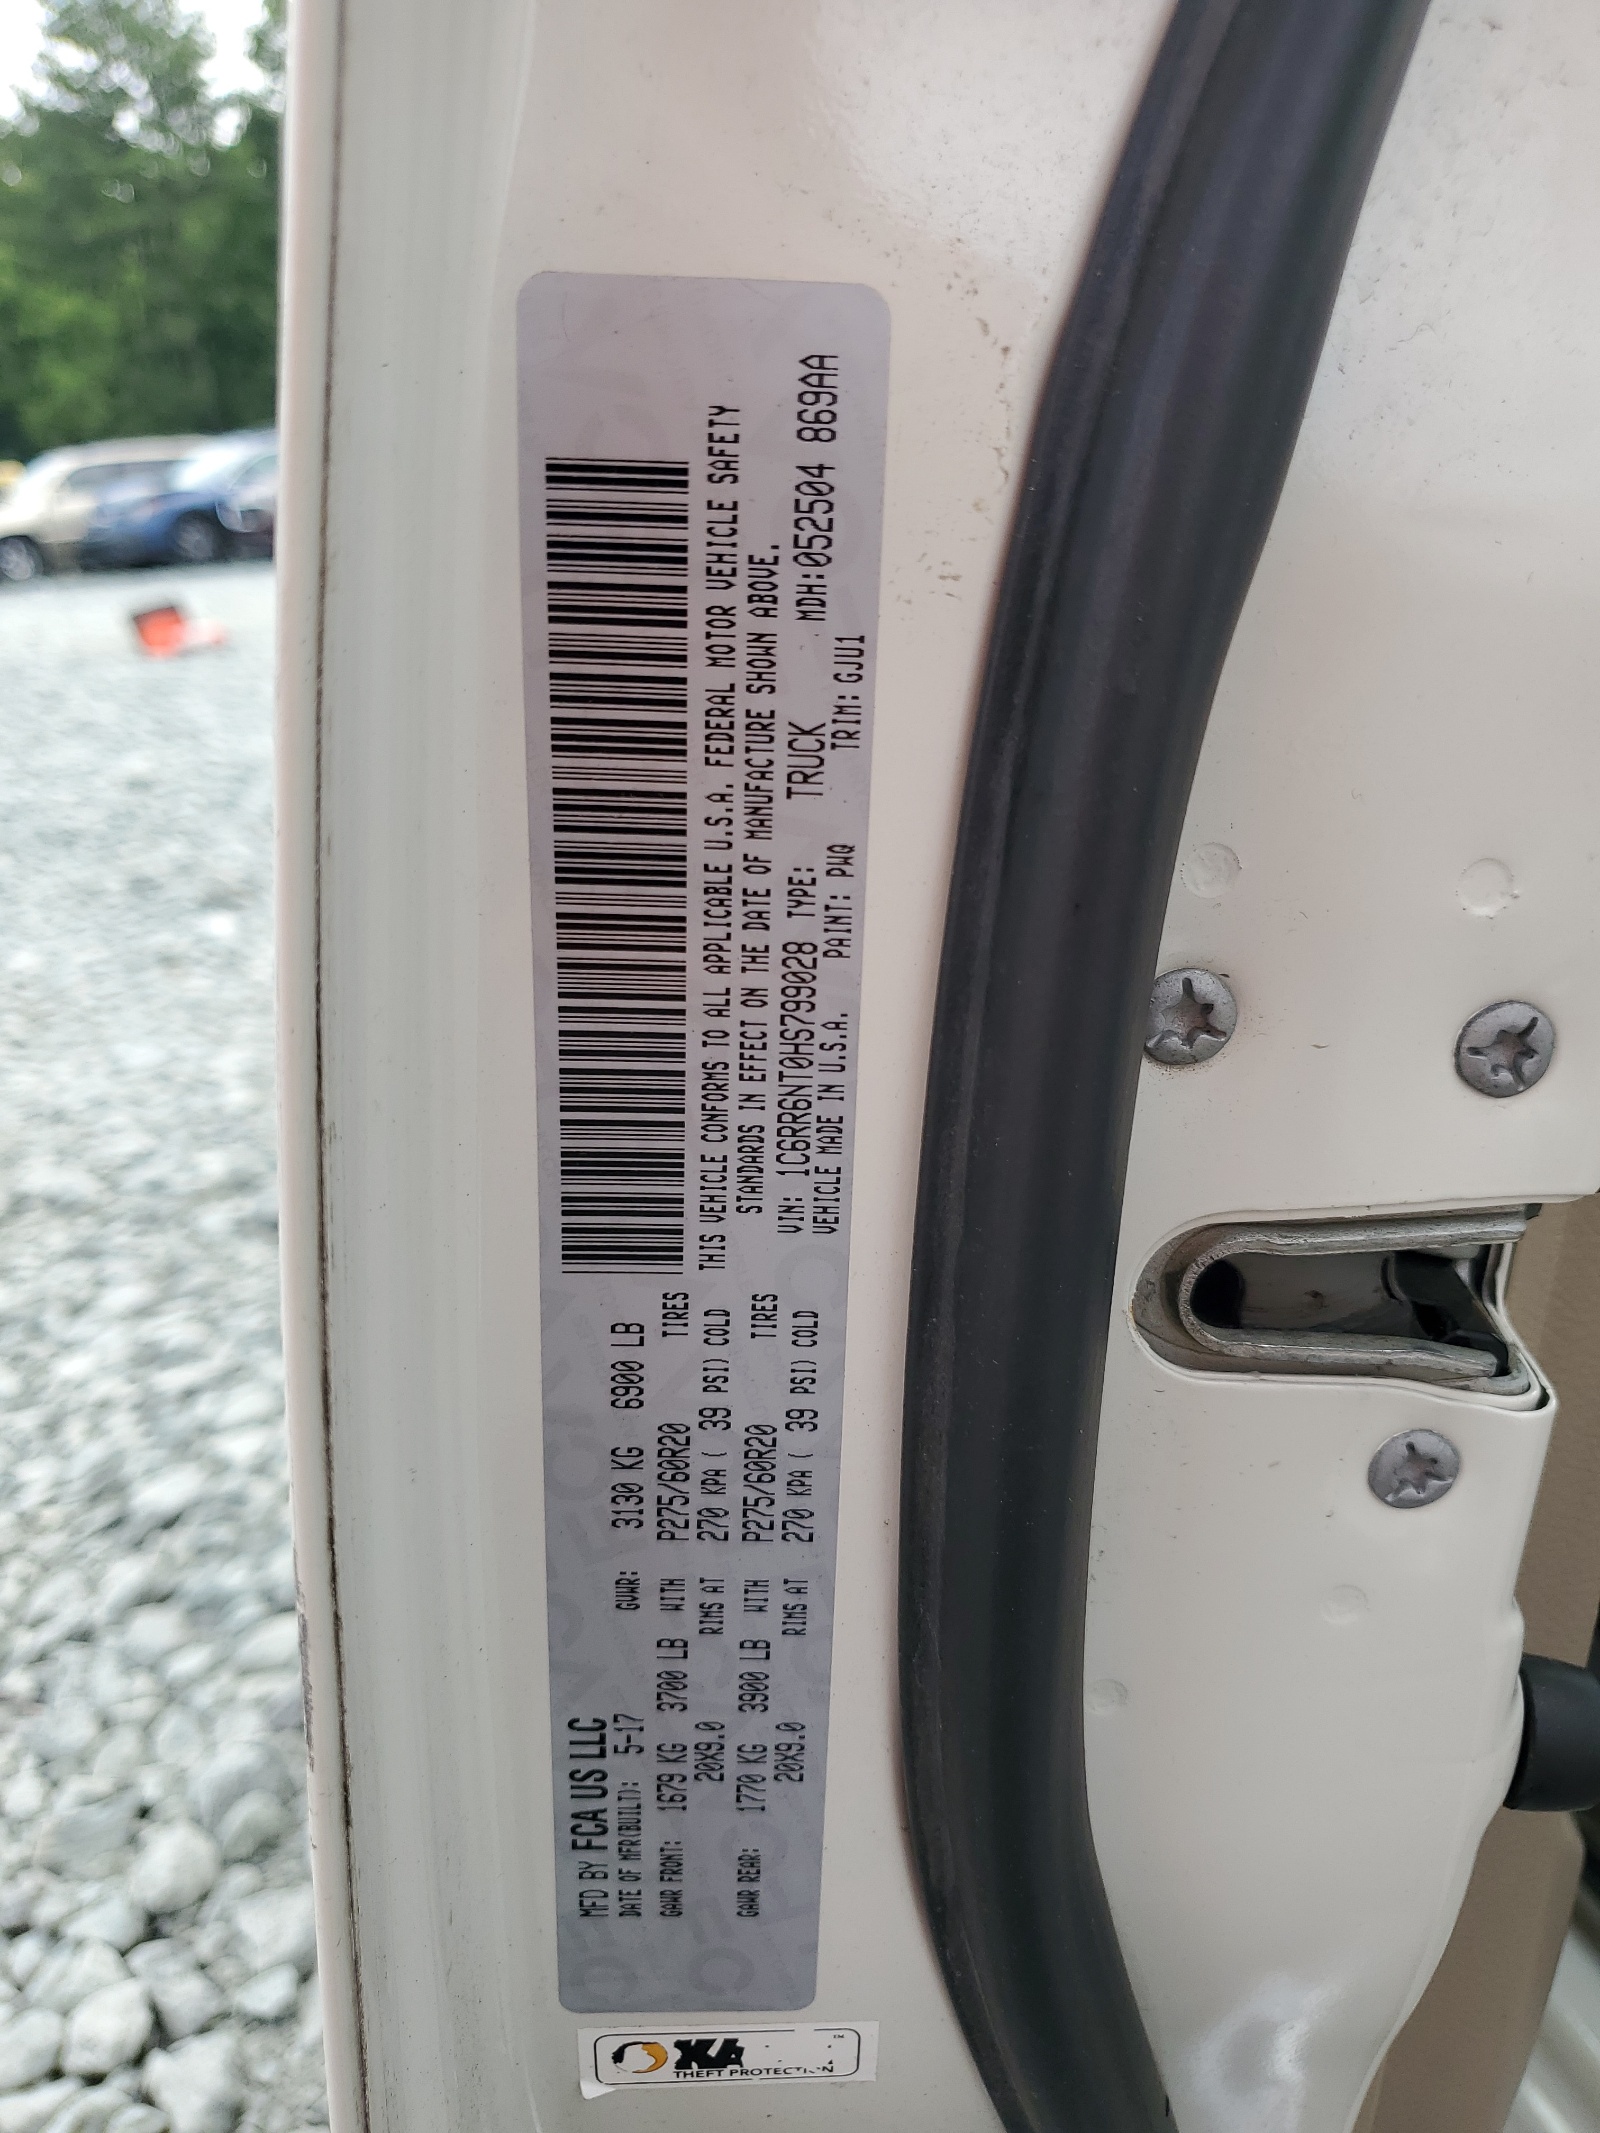 MFD BY FCA US LLC
DATE OF MFR(BUILT): 5-17 GVWR: 3130 KG 6900 LB
GAWR FRONT: 1679 KG 3700 LB WITH P275/60R20 TIRES
20X9.0 RIMS AT 270 KPA ( 39 PSI) COLD
GAWR REAR: 1770 KG 3900 LB WITH P275/60R20 TIRES
20X9.0 RIMS AT 270 KPA ( 39 PSI) COLD
THIS VEHICLE CONFORMS TO ALL APPLICABLE U.S.A. FEDERAL MOTOR VEHICLE SAFETY
STANDARDS IN EFFECT ON THE DATE OF MANUFACTURE SHOWN ABOVE.
VIN: 1C6RR6NT0HS799028 TYPE: TRUCK MDH:052504 869AA
VEHICLE MADE IN U.S.A. PAINT: PWQ TRIM: GJU1
THEFT PROTECTION